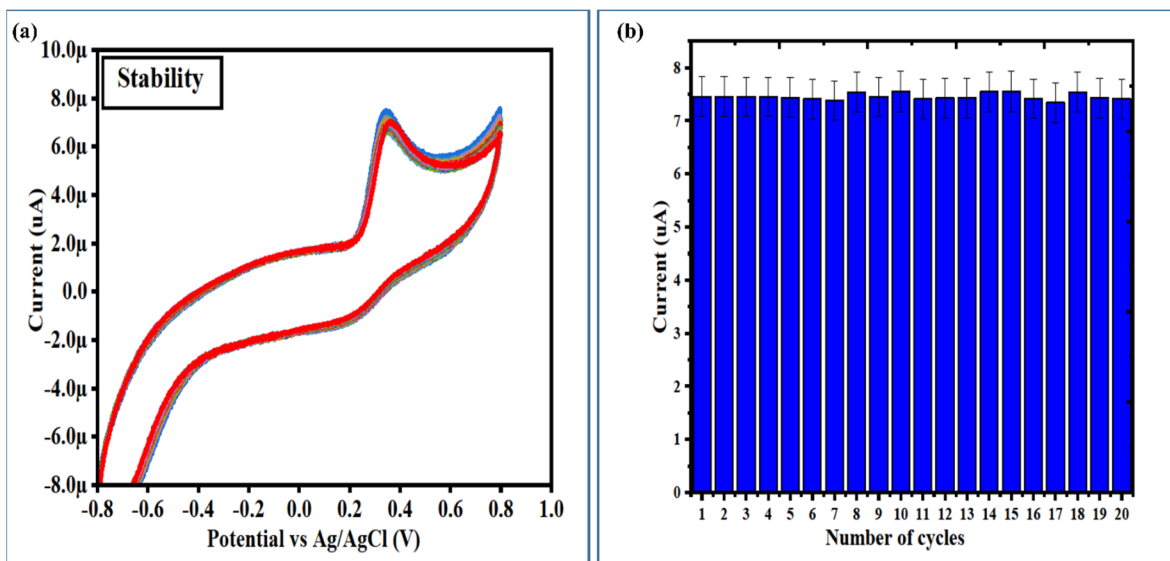 (a)
Stability
10.0μ
8.0μ
6.0μ
4.0μ
2.0μ
0.0
-2.0μ
-4.0μ
-6.0μ
-8.0μ
Current (uA)
-0.8 -0.6 -0.4 -0.2 0.0 0.2 0.4 0.6 0.8 1.0
Potential vs Ag/AgCl (V)
(b)
8
7
6
5
4
3
2
1
0
Current (uA)
1 2 3 4 5 6 7 8 9 10 11 12 13 14 15 16 17 18 19 20
Number of cycles